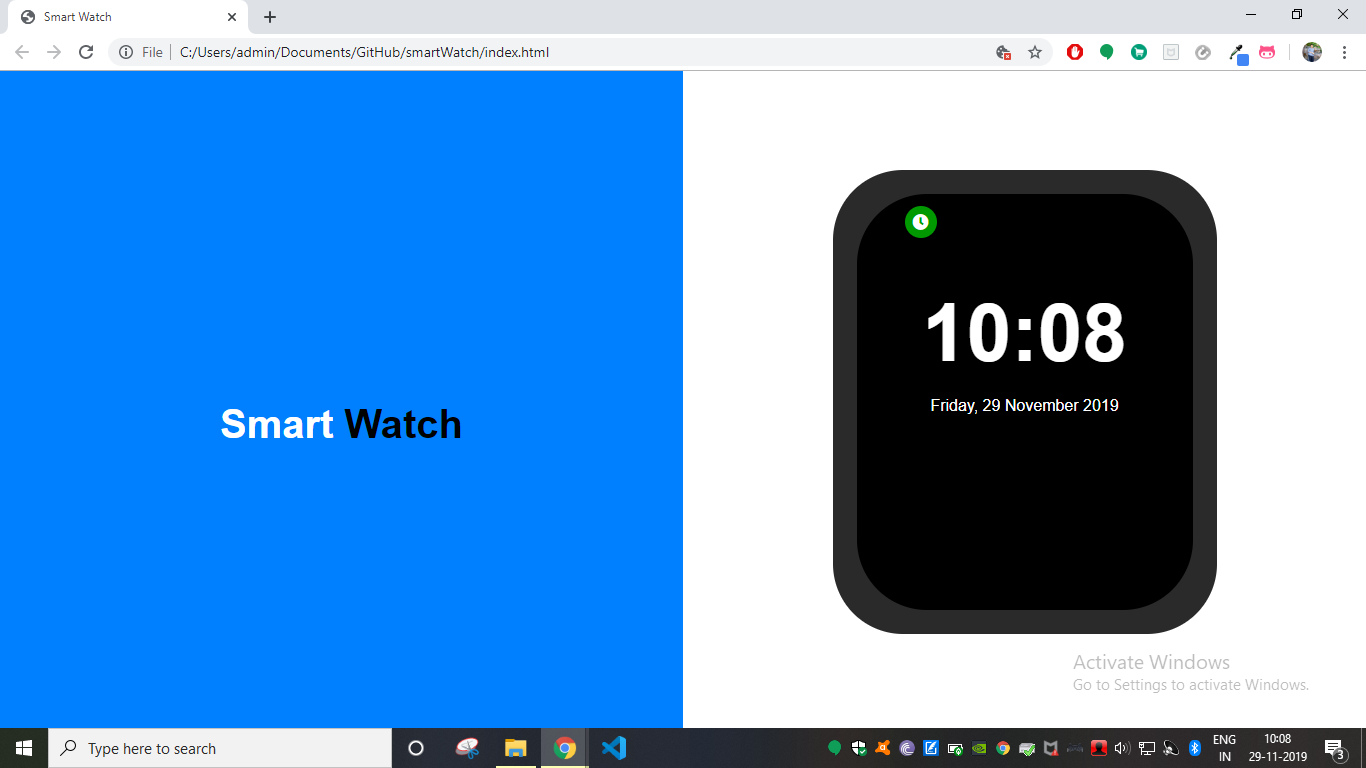 Smart Watch
File
C:/Users/admin/Documents/GitHub/smartWatch/index.html
Smart Watch
10:08
Friday, 29 November 2019
Activate Windows
Go to Settings to activate Windows.
Type here to search
ENG
IN
10:08
29-11-2019
3